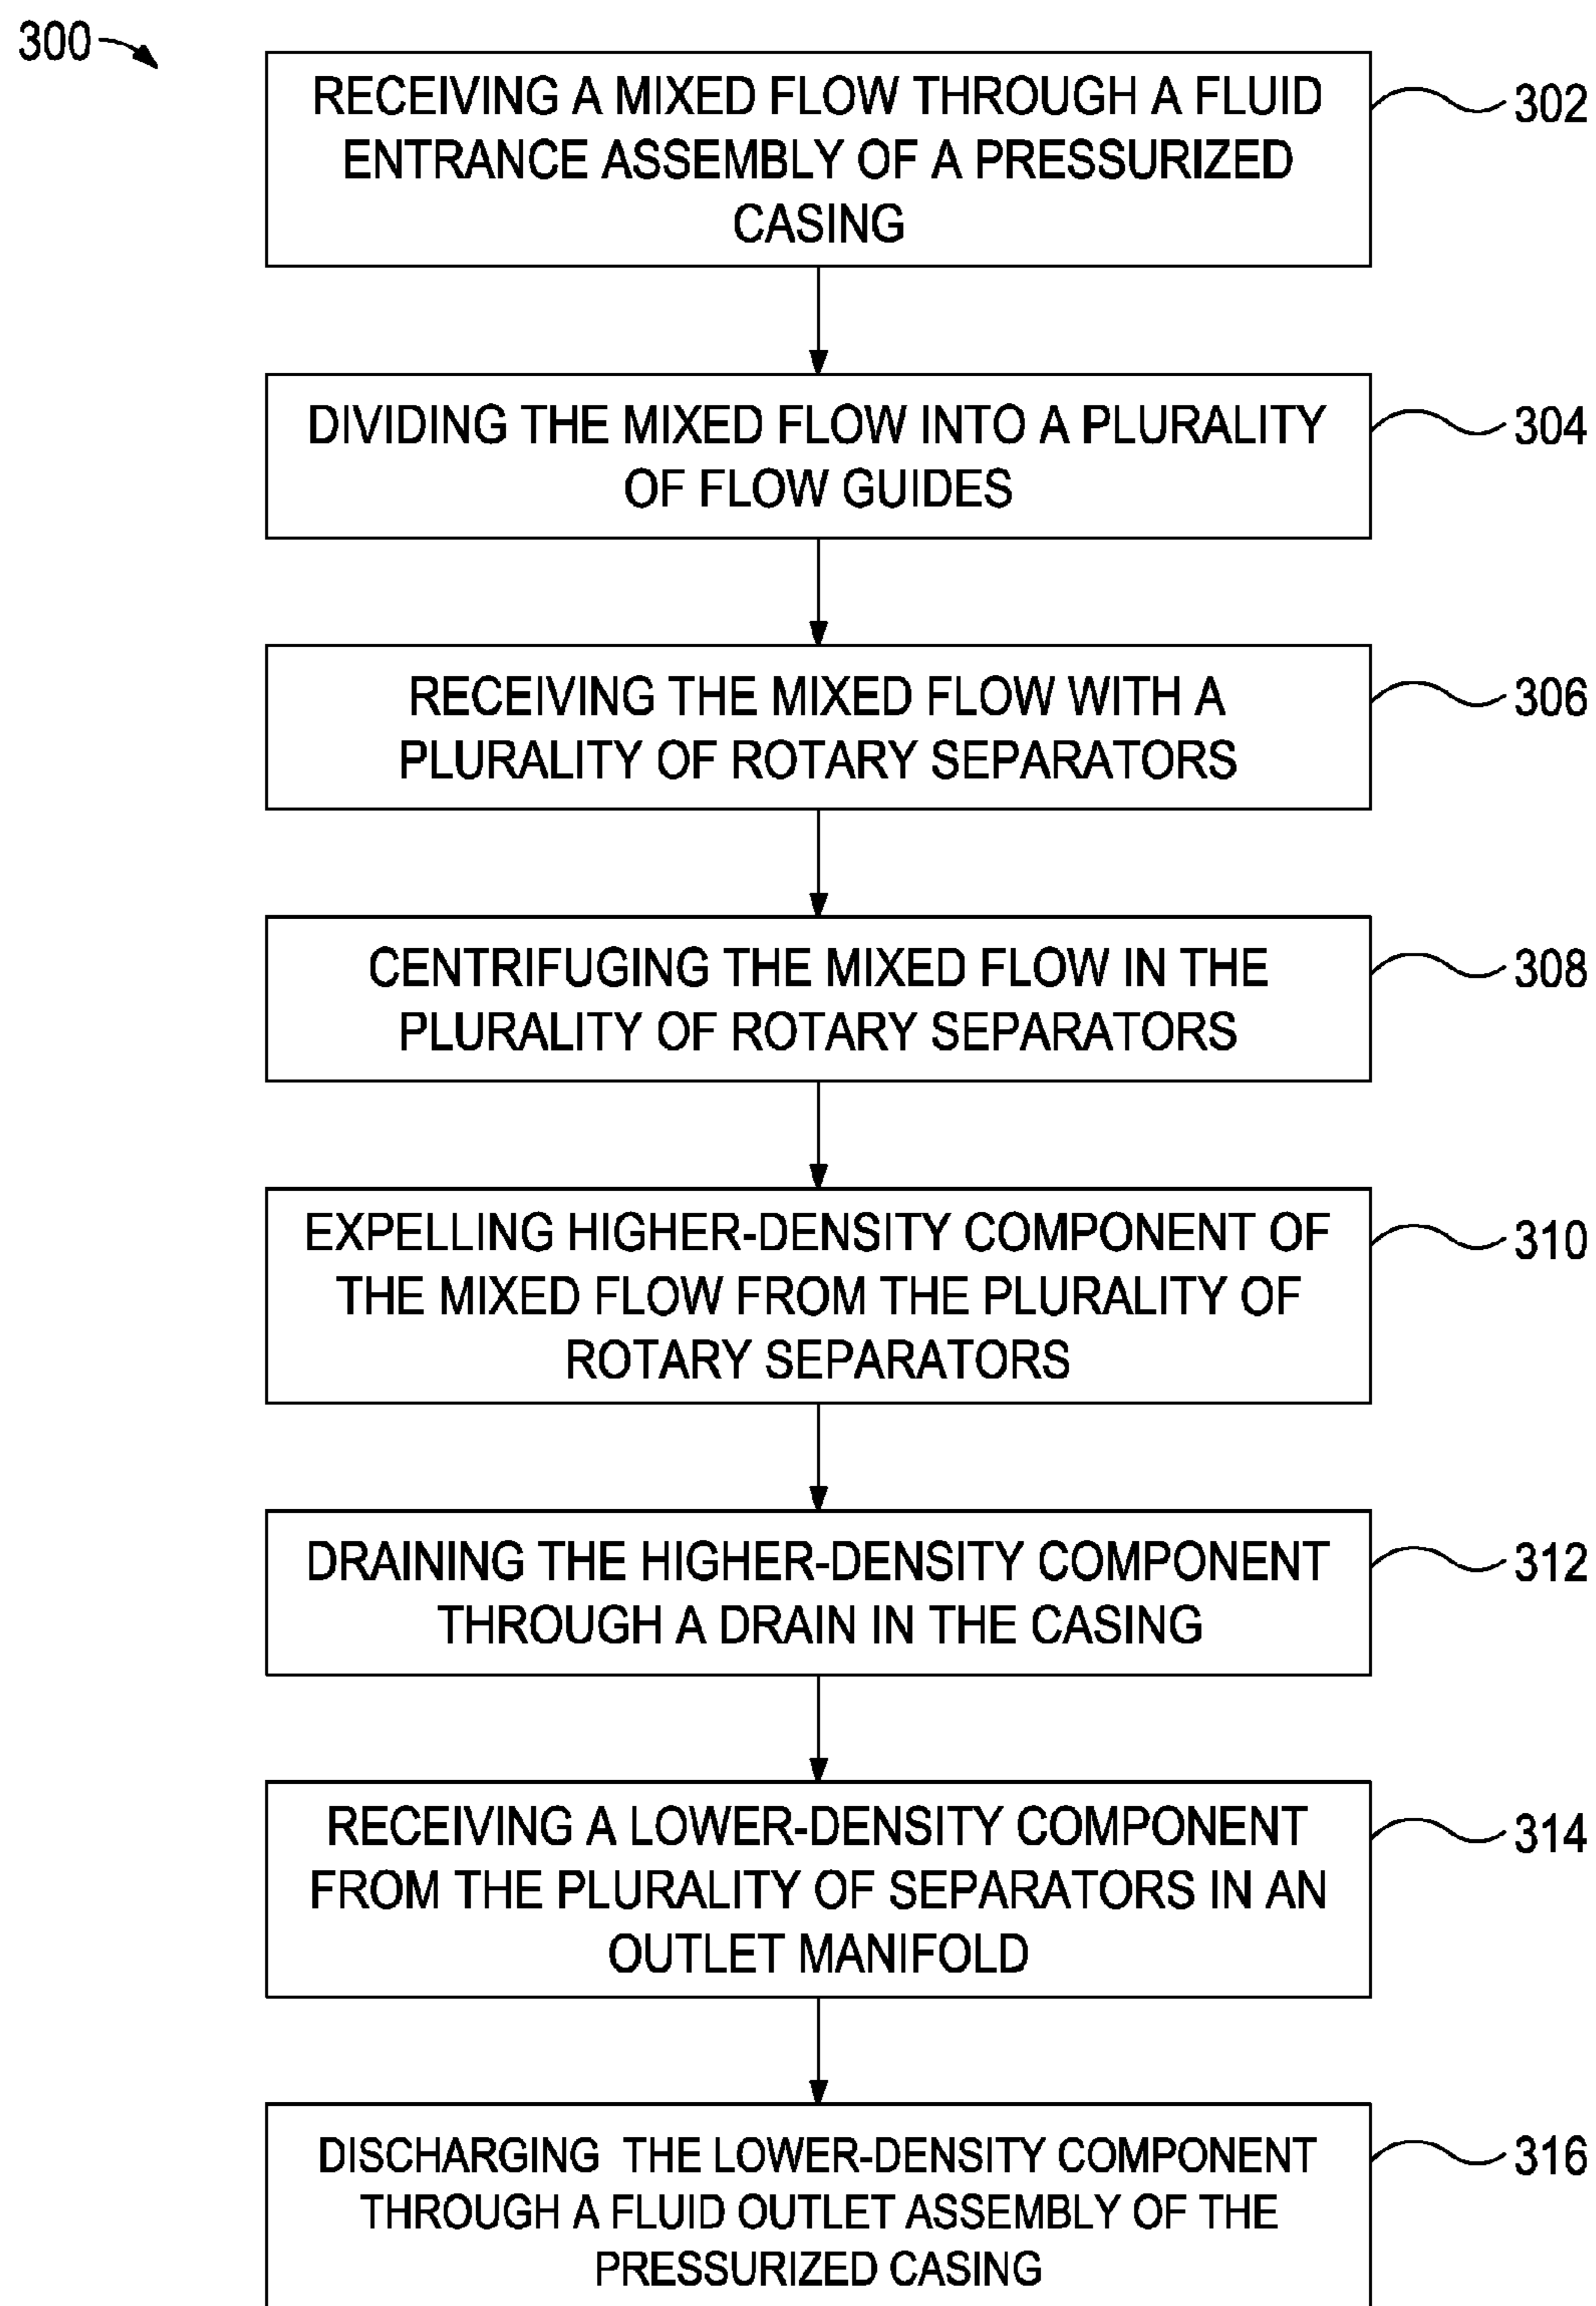 300
RECEIVING A MIXED FLOW THROUGH A FLUID
ENTRANCE ASSEMBLY OF A PRESSURIZED
CASING
302
DIVIDING THE MIXED FLOW INTO A PLURALITY
OF FLOW GUIDES
304
RECEIVING THE MIXED FLOW WITH A
PLURALITY OF ROTARY SEPARATORS
306
CENTRIFUGING THE MIXED FLOW IN THE
PLURALITY OF ROTARY SEPARATORS
308
EXPELLING HIGHER-DENSITY COMPONENT OF
THE MIXED FLOW FROM THE PLURALITY OF
ROTARY SEPARATORS
310
DRAINING THE HIGHER-DENSITY COMPONENT
THROUGH A DRAIN IN THE CASING
312
RECEIVING A LOWER-DENSITY COMPONENT
FROM THE PLURALITY OF SEPARATORS IN AN
OUTLET MANIFOLD
314
DISCHARGING THE LOWER-DENSITY COMPONENT
THROUGH A FLUID OUTLET ASSEMBLY OF THE
PRESSURIZED CASING
316